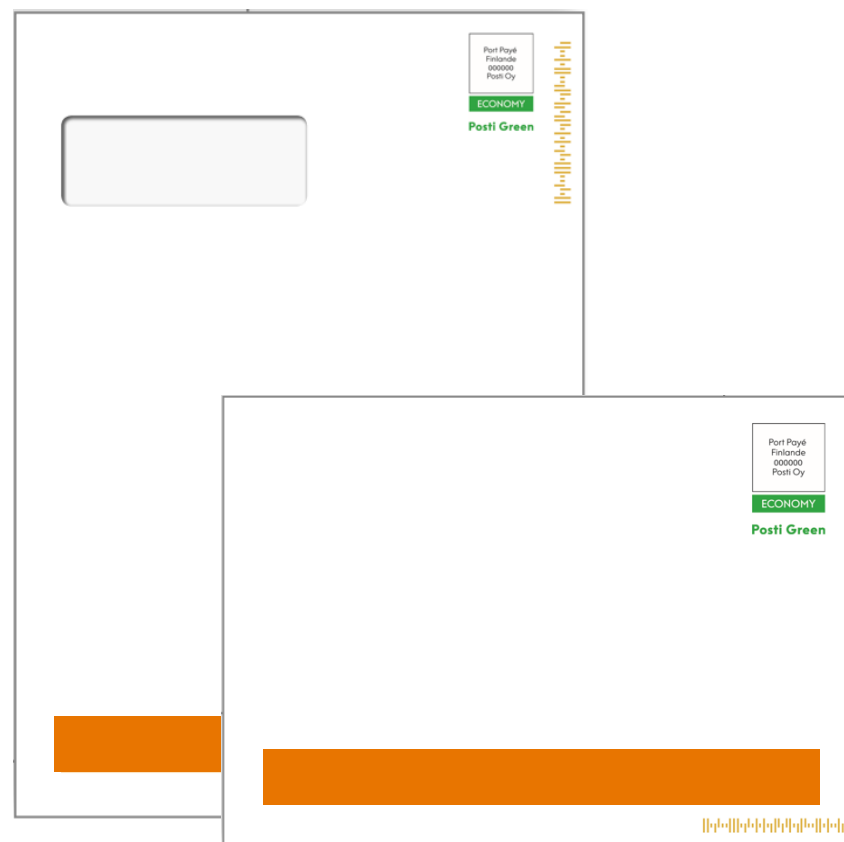 Port Payé
Finlande
000000
Posti Oy
ECONOMY
Posti Green
Port Payé
Finlande
000000
Posti Oy
ECONOMY
Posti Green